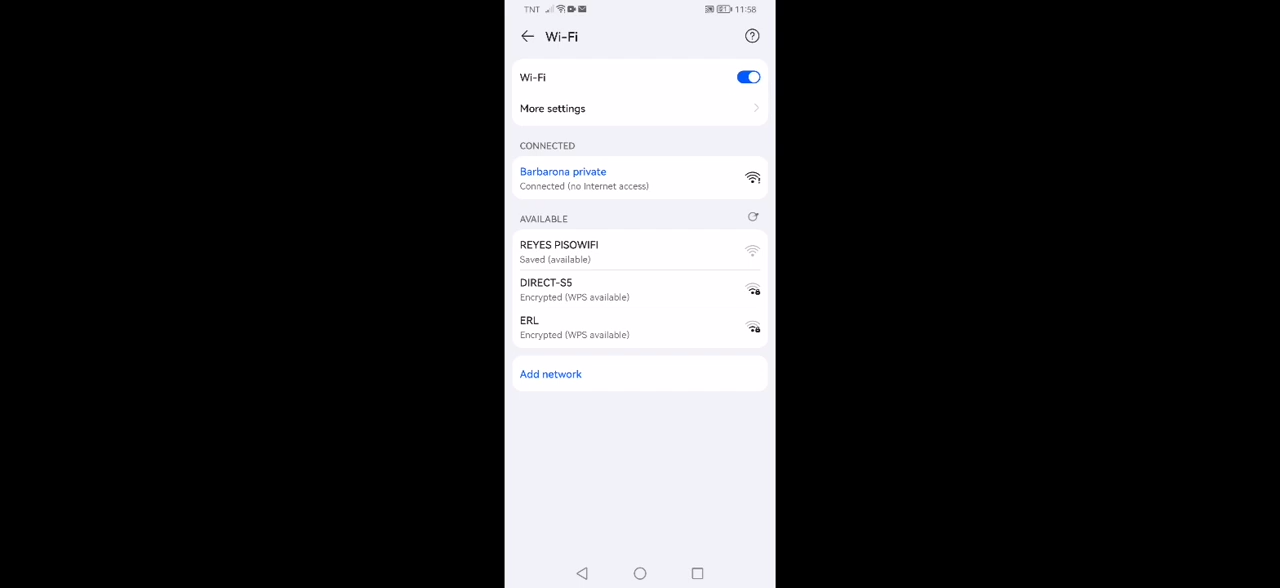 TNT 81 11:58
Wi-Fi
Wi-Fi
More settings
CONNECTED
Barbarona private
Connected (no Internet access)
AVAILABLE
REYES PISOWIFI
Saved (available)
DIRECT-S5
Encrypted (WPS available)
ERL
Encrypted (WPS available)
Add network